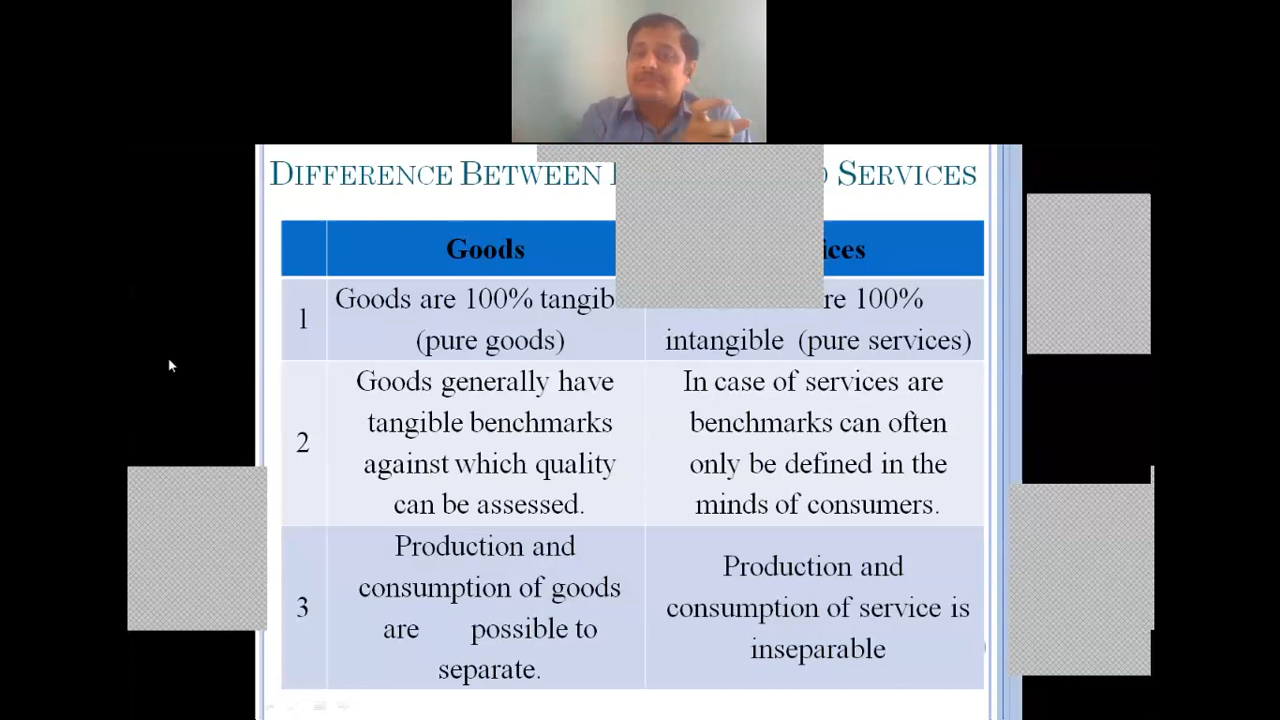 DIFFERENCE BETWEEN SERVICES
Goods
1
Goods are 100%
(pure goods)
100%
intangible (pure services)
2
Goods generally have
tangible benchmarks
against which quality
can be assessed.
In case of services are
benchmarks can often
only be defined in the
minds of consumers.
3
Production and
consumption of goods
are possible to
separate.
Production and
consumption of service is
inseparable